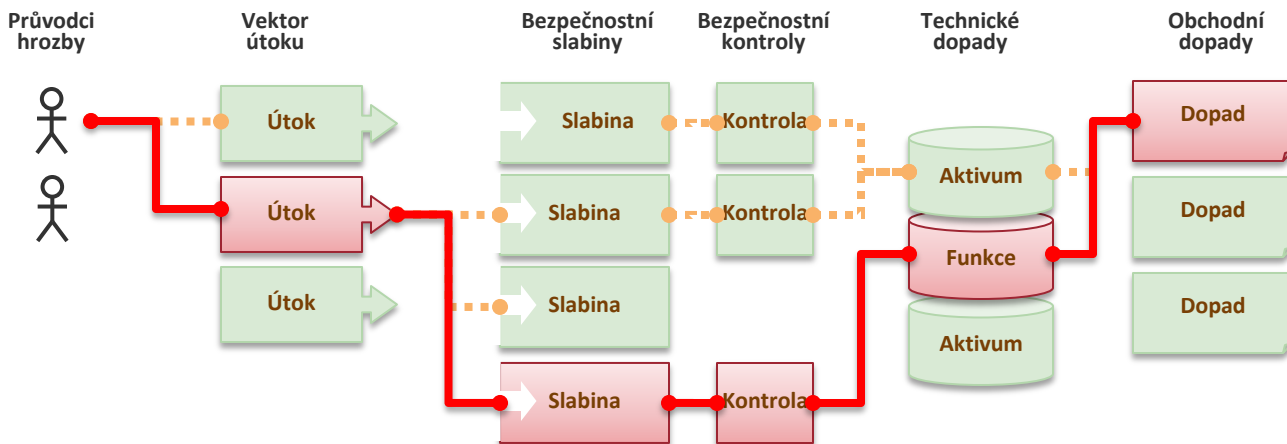 Průvodci
hrozby
Vektor
útoku
Bezpečnostní
slabiny
Bezpečnostní
kontroly
Technické
dopady
Obchodní
dopady
Útok
Slabina
Kontrola
Aktivum
Dopad
Útok
Slabina
Kontrola
Funkce
Dopad
Útok
Slabina
Aktivum
Dopad
Slabina
Kontrola